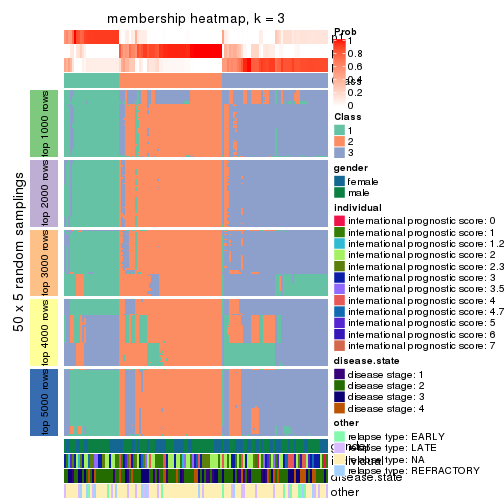 membership heatmap, k = 3
50 x 5 random samplings
top 1000 rows
top 2000 rows
top 3000 rows
top 4000 rows
top 5000 rows
gender
individual
disease.state
other
Prob
1
0.8
0.6
0.4
0.2
0
Class
1
2
3
gender
female
male
individual
international prognostic score: 0
international prognostic score: 1
international prognostic score: 1.2
international prognostic score: 2
international prognostic score: 2.3
international prognostic score: 3
international prognostic score: 3.5
international prognostic score: 4
international prognostic score: 4.7
international prognostic score: 5
international prognostic score: 6
international prognostic score: 7
disease.state
disease stage: 1
disease stage: 2
disease stage: 3
disease stage: 4
other
relapse type: EARLY
relapse type: LATE
relapse type: NA
relapse type: REFRACTORY